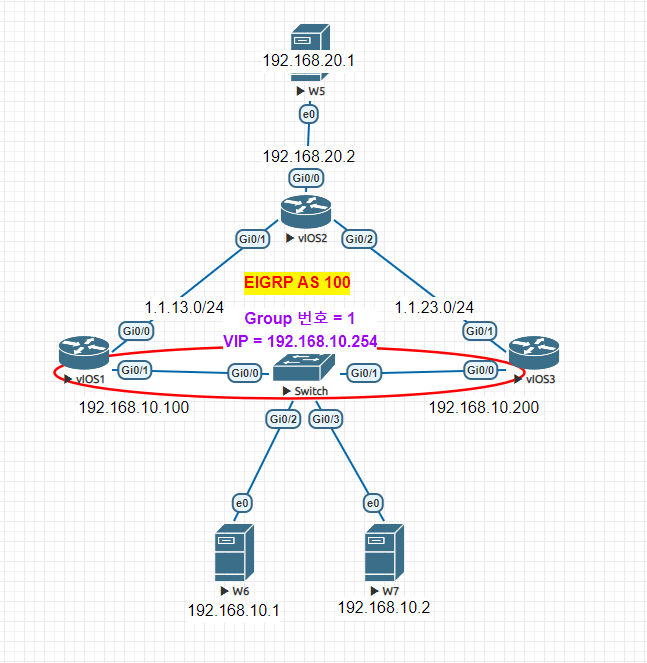 192.168.20.1
W5
e0
192.168.20.2
Gi0/0
vIOS2
Gi0/1
Gi0/2
EIGRP AS 100
1.1.13.0/24
1.1.23.0/24
Group 번호 = 1
Gi0/0
Gi0/1
VIP = 192.168.10.254
vIOS1
Gi0/1
Gi0/0
Gi0/1
Gi0/0
vIOS3
Switch
192.168.10.100
192.168.10.200
Gi0/2
Gi0/3
e0
e0
W6
W7
192.168.10.1
192.168.10.2